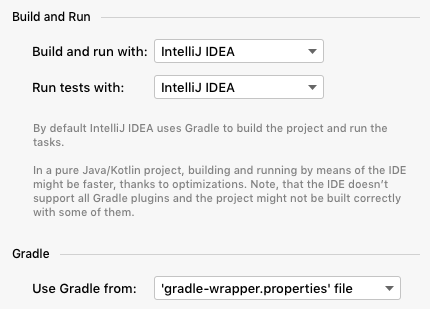 Build and Run
Build and run with: IntelliJ IDEA
Run tests with: IntelliJ IDEA
By default IntelliJ IDEA uses Gradle to build the project and run the
tasks.
In a pure Java/Kotlin project, building and running by means of the IDE
might be faster, thanks to optimizations. Note, that the IDE doesn't
support all Gradle plugins and the project might not be built correctly
with some of them.
Gradle
Use Gradle from: 'gradle-wrapper.properties' file